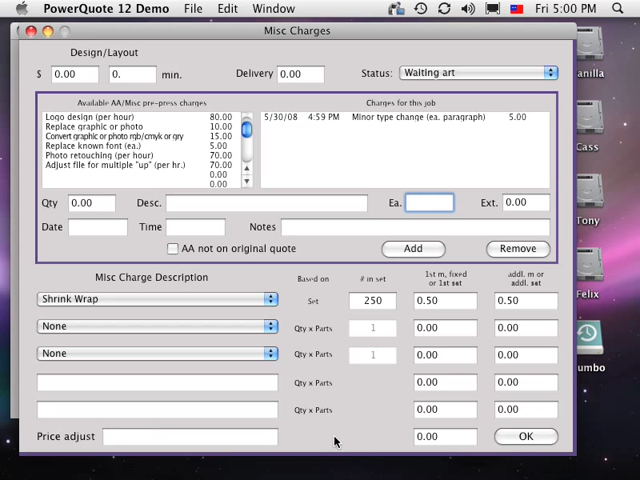 PowerQuote 12 Demo File Edit Window Fri 5:00 PM
Misc Charges
Design/Layout
$ 0.00 0. min. Delivery 0.00 Status: Waiting art
Available AA/Misc pre-press charges Charges for this job
Logo design (per hour) 80.00 5/30/08 4:59 PM Minor type change (ea. paragraph) 5.00
Replace graphic or photo 10.00
Convert graphic or photo rgb/cmyk or gry 15.00
Replace known font (ea.) 5.00
Photo retouching (per hour) 70.00
Adjust file for multiple "up" (per hr.) 70.00
0.00
0.00
Qty 0.00 Desc. Ea. Ext. 0.00
Date Time Notes
AA not on original quote Add Remove
Misc Charge Description Based on # in set 1st m, fixed or 1st set addl. m or addl. set
Shrink Wrap Set 250 0.50 0.50
None Qty x Parts 1 0.00 0.00
None Qty x Parts 1 0.00 0.00
Qty x Parts 0.00 0.00
Qty x Parts 0.00 0.00
Price adjust 0.00 OK
Cass
Tony
Felix